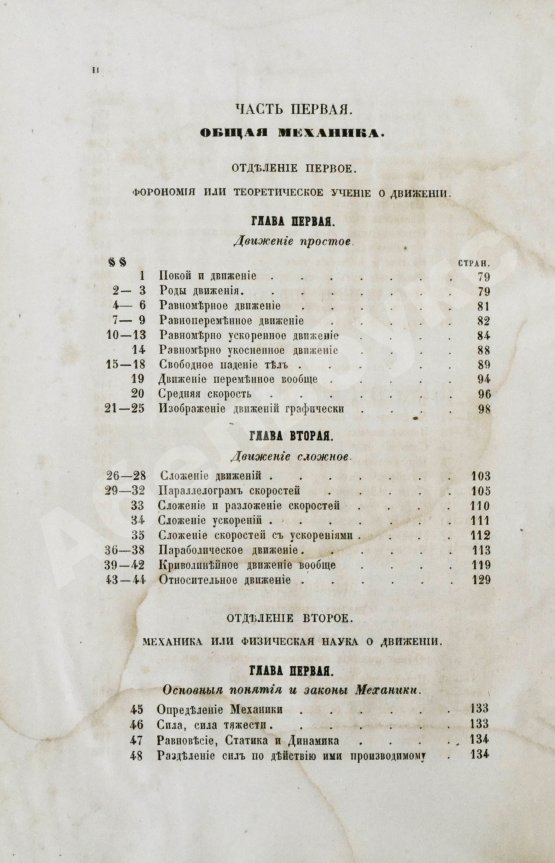 II
ЧАСТЬ ПЕРВАЯ.
ОБЩАЯ МЕХАНИКА.
ОТДѢЛЕНІЕ ПЕРВОЕ.
ФОРОНОМІЯ ИЛИ ТЕОРЕТИЧЕСКОЕ УЧЕНІЕ О ДВИЖЕНІИ.
ГЛАВА ПЕРВАЯ.
Движеніе простое.
§§ СТРАН.
1 Покой и движеніе . . . . . . . 79
2— 3 Роды движенія. . . . . . . . 79
4— 6 Равномѣрное движеніе . . . . . . 81
7— 9 Равноперемѣнное движеніе . . . . . 82
10—13 Равномѣрно ускоренное движеніе . . . . 84
14 Равномѣрно укосненное движеніе . . . . 88
15—18 Свободное паденіе тѣлъ . . . . . . 89
19 Движеніе перемѣнное вообще . . . . . 94
20 Средняя скорость . . . . . . . 96
21—25 Изображеніе движеній графически . . . . 98
ГЛАВА ВТОРАЯ.
Движеніе сложное.
26—28 Сложеніе движеній . . . . . . . 103
29—32 Параллелограмъ скоростей . . . . . 105
33 Сложеніе и разложеніе скоростей . . . . 110
34 Сложеніе ускореній . . . . . . . 111
35 Сложеніе скоростей съ ускореніями . . . . 112
36—38 Параболическое движеніе. . . . . . 113
39—42 Криволинѣйное движеніе вообще . . . . 119
43—44 Относительное движеніе . . . . . . 129
ОТДѢЛЕНІЕ ВТОРОЕ.
МЕХАНИКА ИЛИ ФИЗИЧЕСКАЯ НАУКА О ДВИЖЕНІИ.
ГЛАВА ПЕРВАЯ.
Основныя понятія и законы Механики.
45 Опредѣленіе Механики . . . . . . 133
46 Сила, сила тяжести. . . . . . . 133
47 Равновѣсіе, Статика и Динамика . . . . 134
48 Раздѣленіе силъ по дѣйствію ими производимому . 134